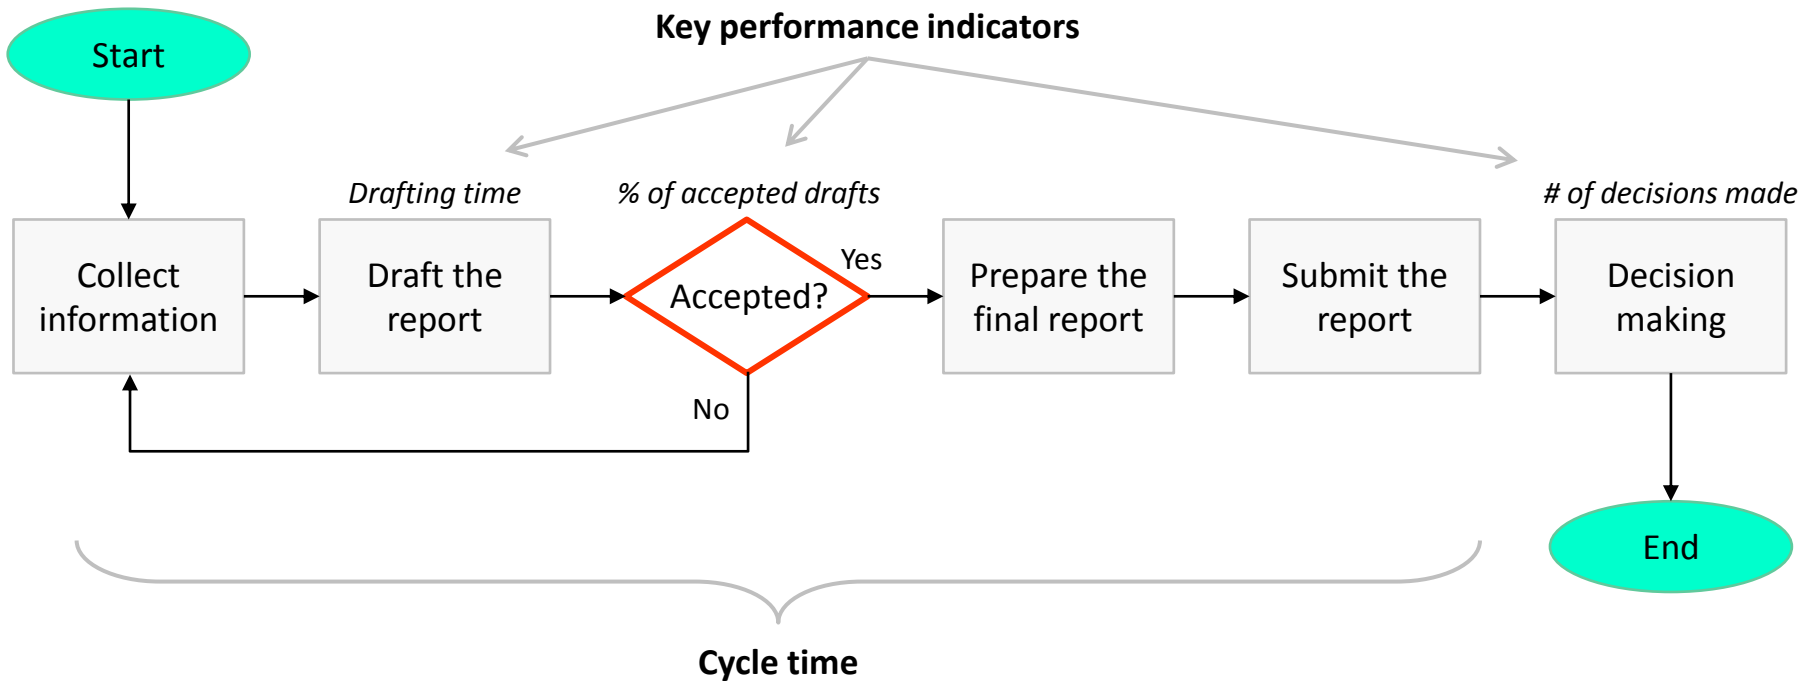 Key performance indicators
Start
Drafting time
% of accepted drafts
# of decisions made
Collect
information
Draft the
report
Accepted?
Yes
No
Prepare the
final report
Submit the
report
Decision
making
End
Cycle time